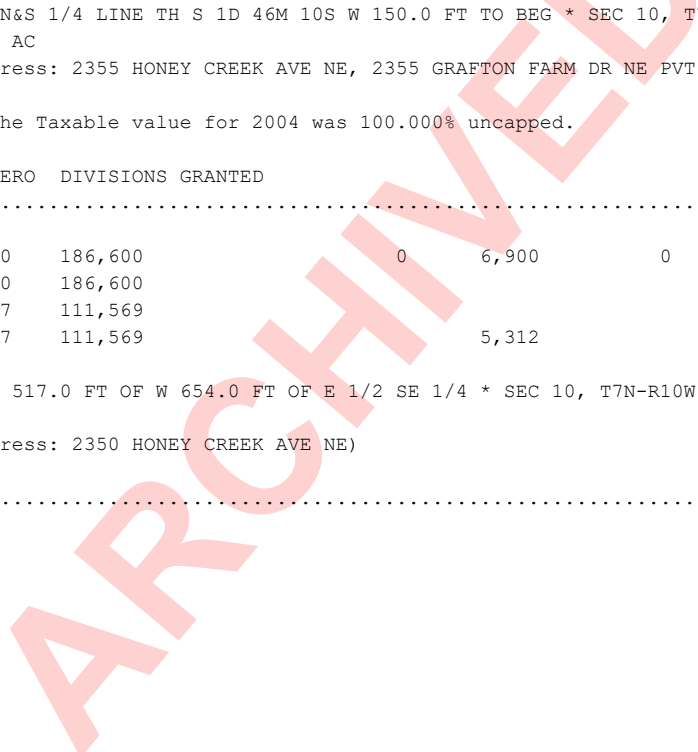 N&S 1/4 LINE TH S 1D 46M 10S W 150.0 FT TO BEG * SEC 10,
AC
ress: 2355 HONEY CREEK AVE NE, 2355 GRAFTON FARM DR NE PVT
he Taxable value for 2004 was 100.000% uncapped.
ERO DIVISIONS GRANTED
..........................................................
0 186,600 0 6,900 0
0 186,600
7 111,569
7 111,569 5,312
517.0 FT OF W 654.0 FT OF E 1/2 SE 1/4 * SEC 10, T7N-R10W
ress: 2350 HONEY CREEK AVE NE)
..........................................................
ARCHIVED